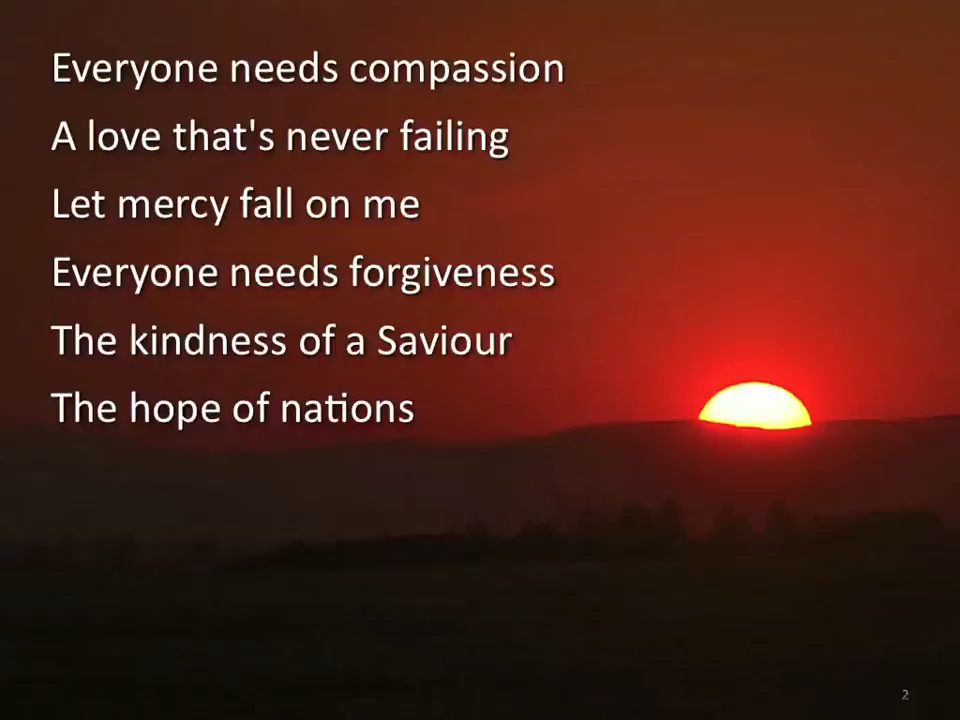 Everyone needs compassion
A love that's never failing
Let mercy fall on me
Everyone needs forgiveness
The kindness of a Saviour
The hope of nations
2